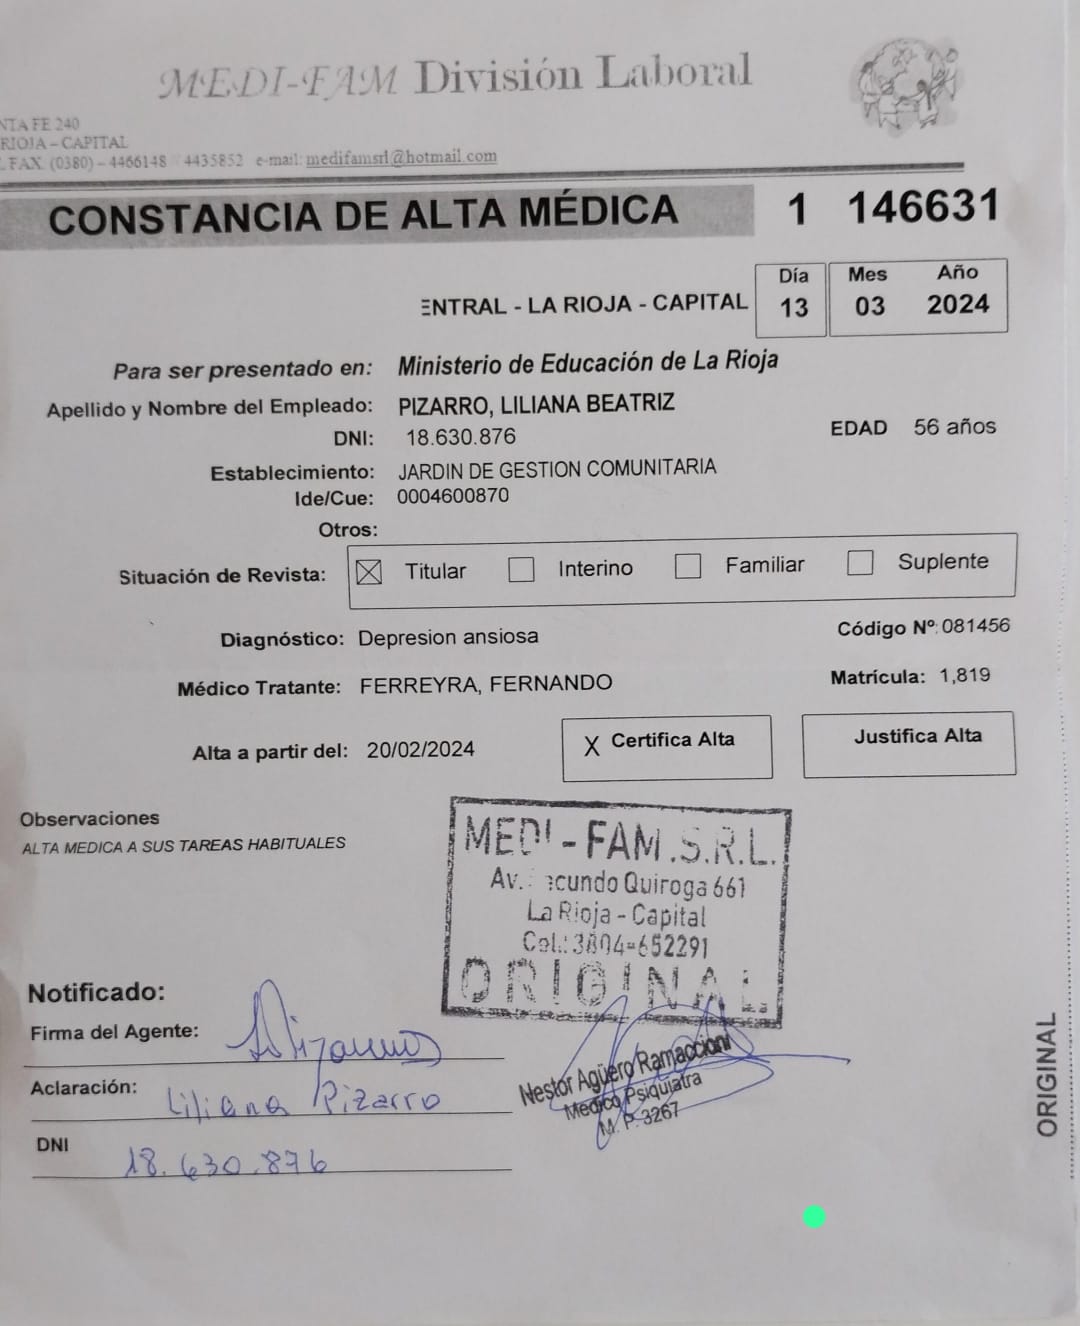 MEDI-FAM División Laboral
NTA FE 240
RIOJA – CAPITAL
FAX. (0380) – 4466148 4435852 e-mail: medifamsrl@hotmail.com
CONSTANCIA DE ALTA MÉDICA 1 146631
Día Mes Año
ENTRAL - LA RIOJA - CAPITAL 13 03 2024
Para ser presentado en: Ministerio de Educación de La Rioja
Apellido y Nombre del Empleado: PIZARRO, LILIANA BEATRIZ
DNI: 18.630.876 EDAD 56 años
Establecimiento: JARDIN DE GESTION COMUNITARIA
Ide/Cue: 0004600870
Otros:
Situación de Revista: Titular Interino Familiar Suplente
Diagnóstico: Depresion ansiosa Código Nº: 081456
Médico Tratante: FERREYRA, FERNANDO Matrícula: 1,819
Alta a partir del: 20/02/2024 X Certifica Alta Justifica Alta
Observaciones
ALTA MEDICA A SUS TAREAS HABITUALES
MEDI-FAM.S.R.L.
Av. cundo Quiroga 661
La Rioja - Capital
Cel.: 3804-652291
ORIGINAL
Notificado:
Firma del Agente:
Nestor Agüero Ramaccioni
Médico Psiquiatra
M. P. 3267
Aclaración: Liliana Pizarro
DNI 18.630.876
ORIGINAL